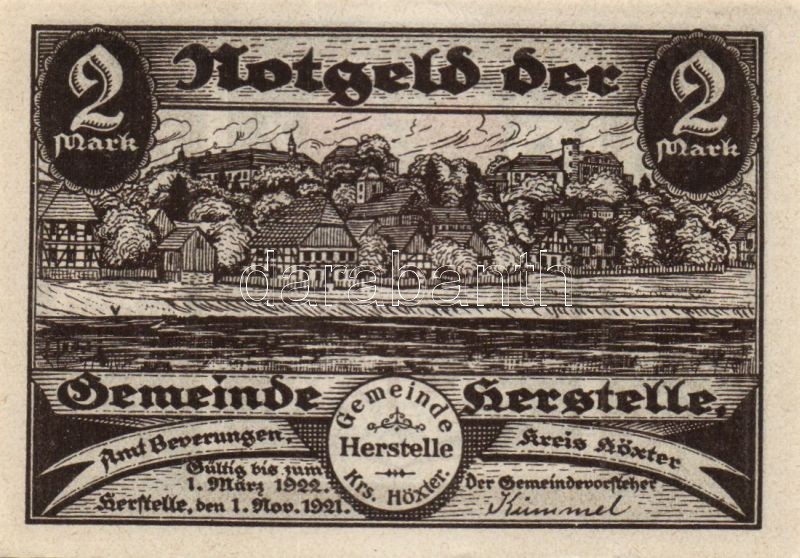 Notgeld der
2
Mark
2
Mark
darabanth
Gemeinde Herstelle,
Gemeinde
Herstelle
Krs. Höxter.
Amt Beverungen, Kreis Höxter
Gültig bis zum
1. März 1922.
Herstelle, den 1. Nov. 1921.
Der Gemeindevorsteher
Kümmel